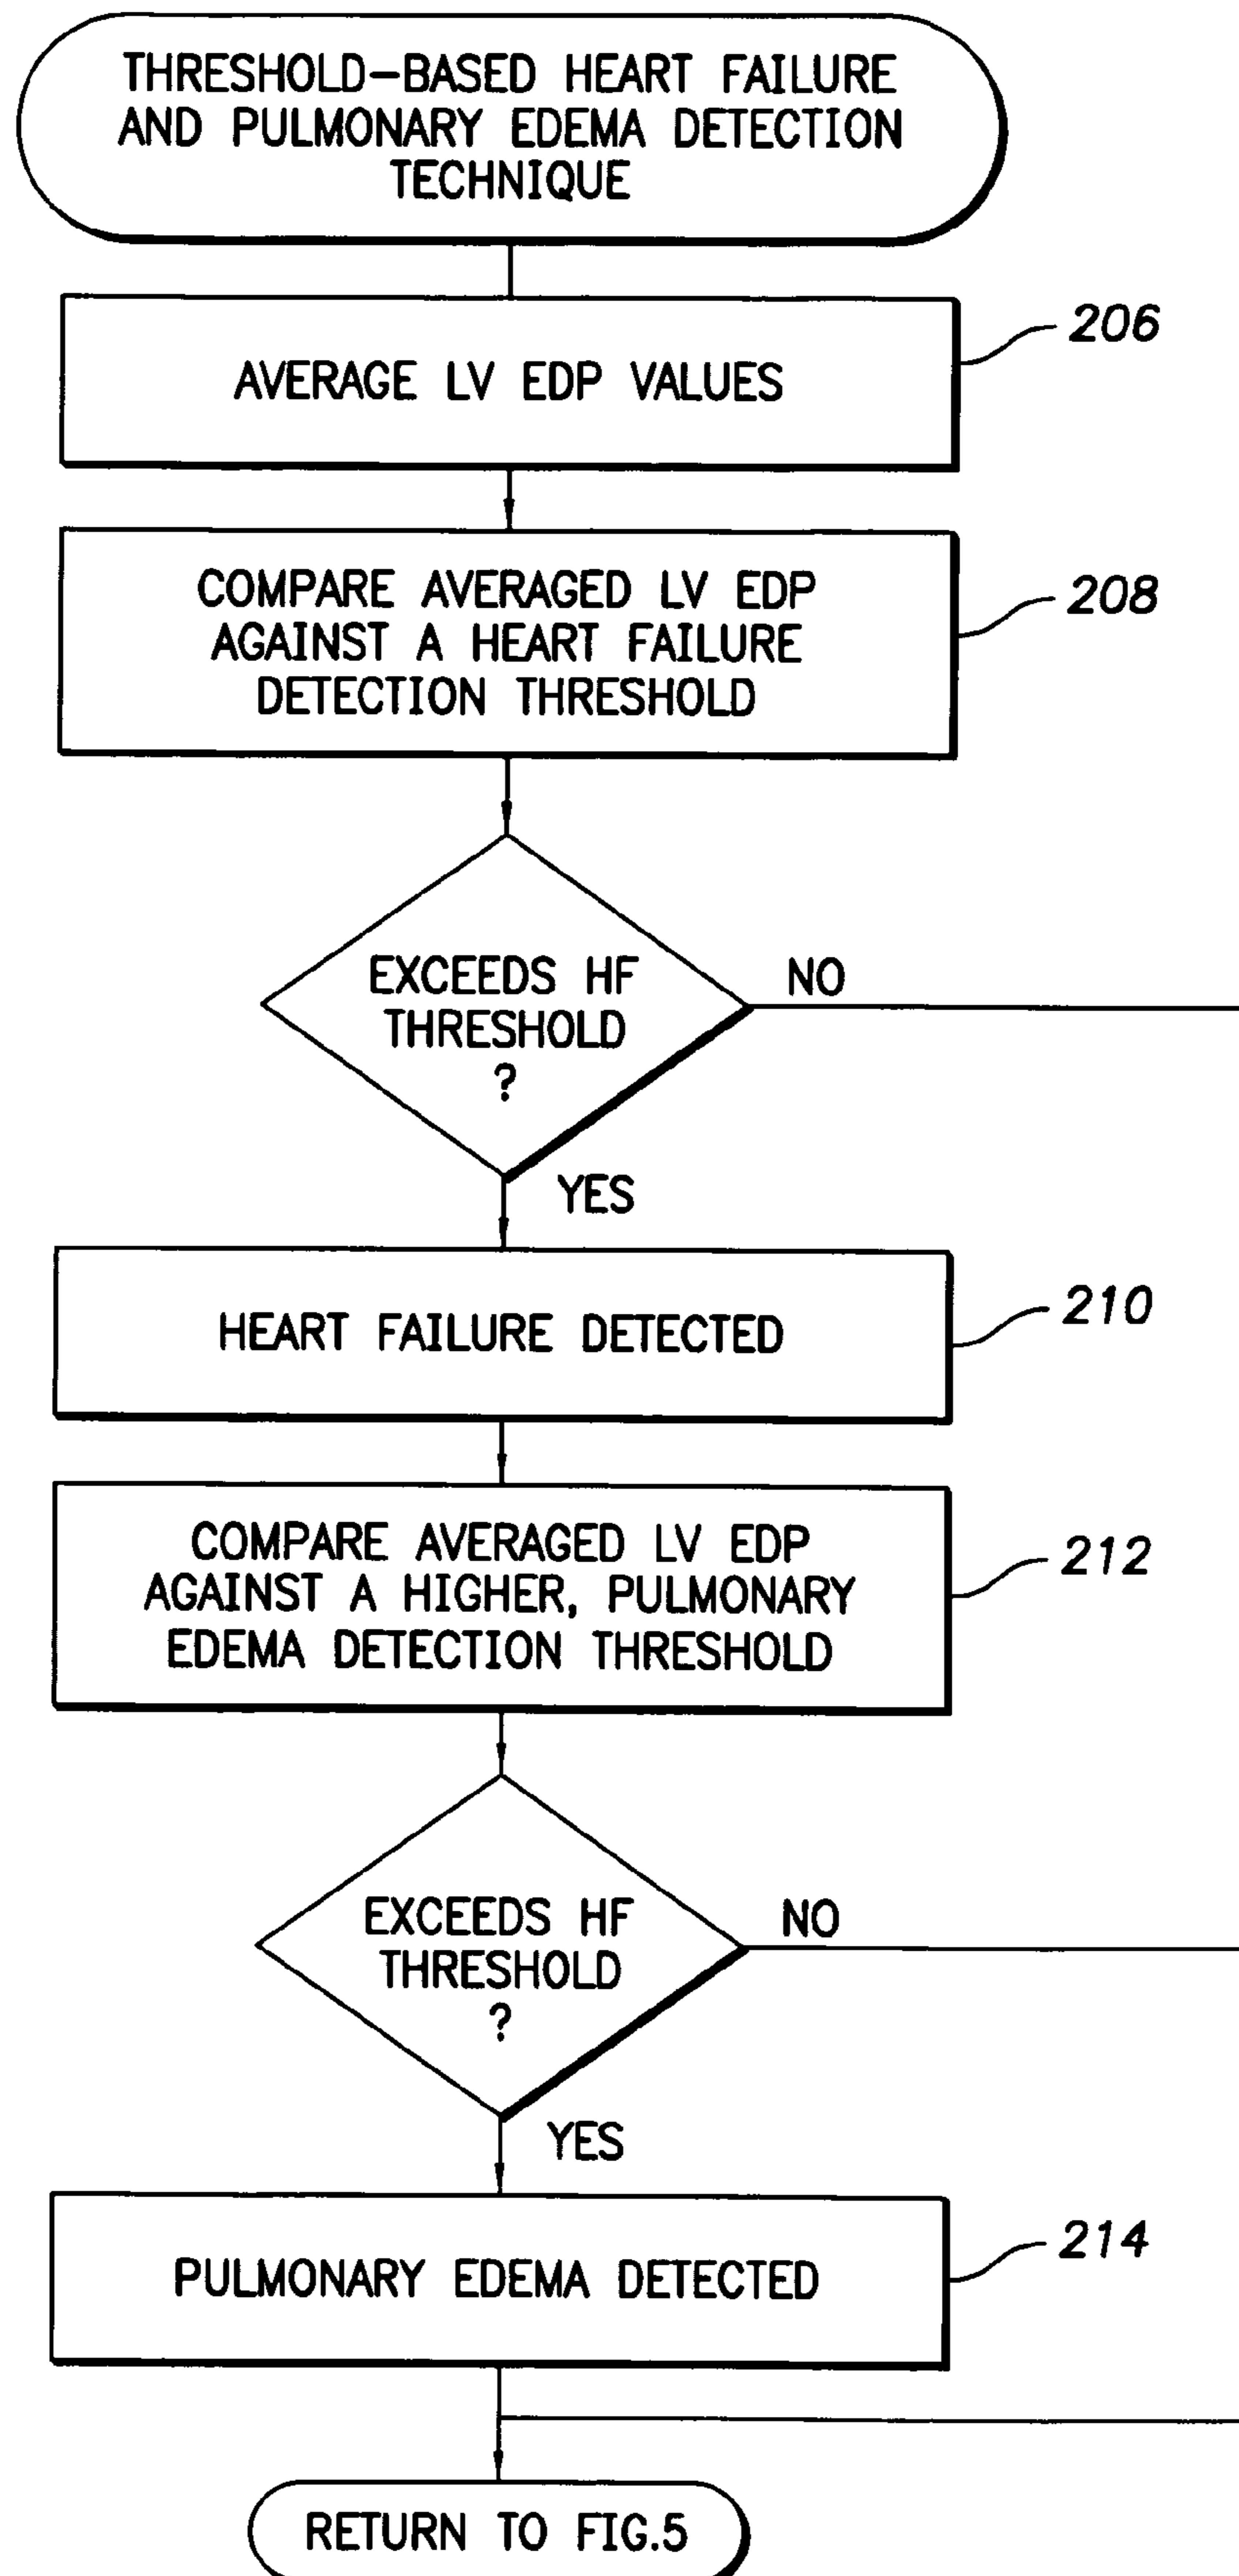 THRESHOLD-BASED HEART FAILURE
AND PULMONARY EDEMA DETECTION
TECHNIQUE
AVERAGE LV EDP VALUES
206
COMPARE AVERAGED LV EDP
AGAINST A HEART FAILURE
DETECTION THRESHOLD
208
EXCEEDS HF
THRESHOLD
?
NO
YES
HEART FAILURE DETECTED
210
COMPARE AVERAGED LV EDP
AGAINST A HIGHER, PULMONARY
EDEMA DETECTION THRESHOLD
212
EXCEEDS HF
THRESHOLD
?
NO
YES
PULMONARY EDEMA DETECTED
214
RETURN TO FIG.5